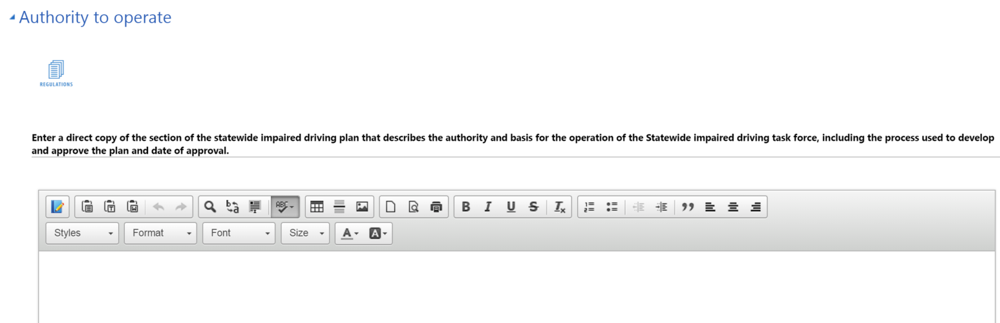 Authority to operate
REGULATIONS
Enter a direct copy of the section of the statewide impaired driving plan that describes the authority and basis for the operation of the Statewide impaired driving task force, including the process used to develop
and approve the plan and date of approval.
ABC
B I U S Ix
Styles Format Font Size A A